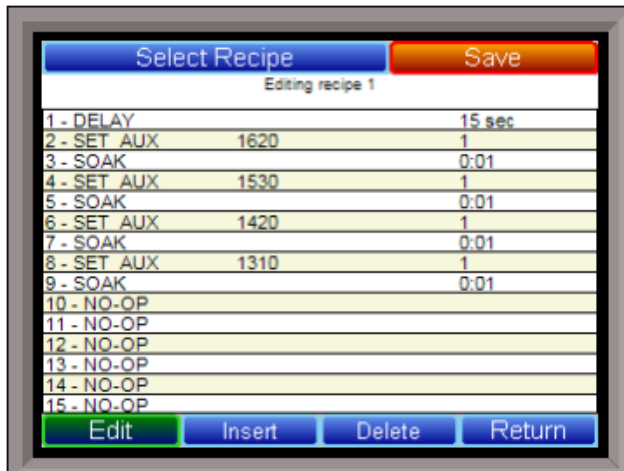 Select Recipe Save
Editing recipe 1
1 - DELAY 15 sec
2 - SET AUX 1620 1
3 - SOAK 0:01
4 - SET AUX 1530 1
5 - SOAK 0:01
6 - SET AUX 1420 1
7 - SOAK 0:01
8 - SET AUX 1310 1
9 - SOAK 0:01
10 - NO-OP
11 - NO-OP
12 - NO-OP
13 - NO-OP
14 - NO-OP
15 - NO-OP
Edit Insert Delete Return